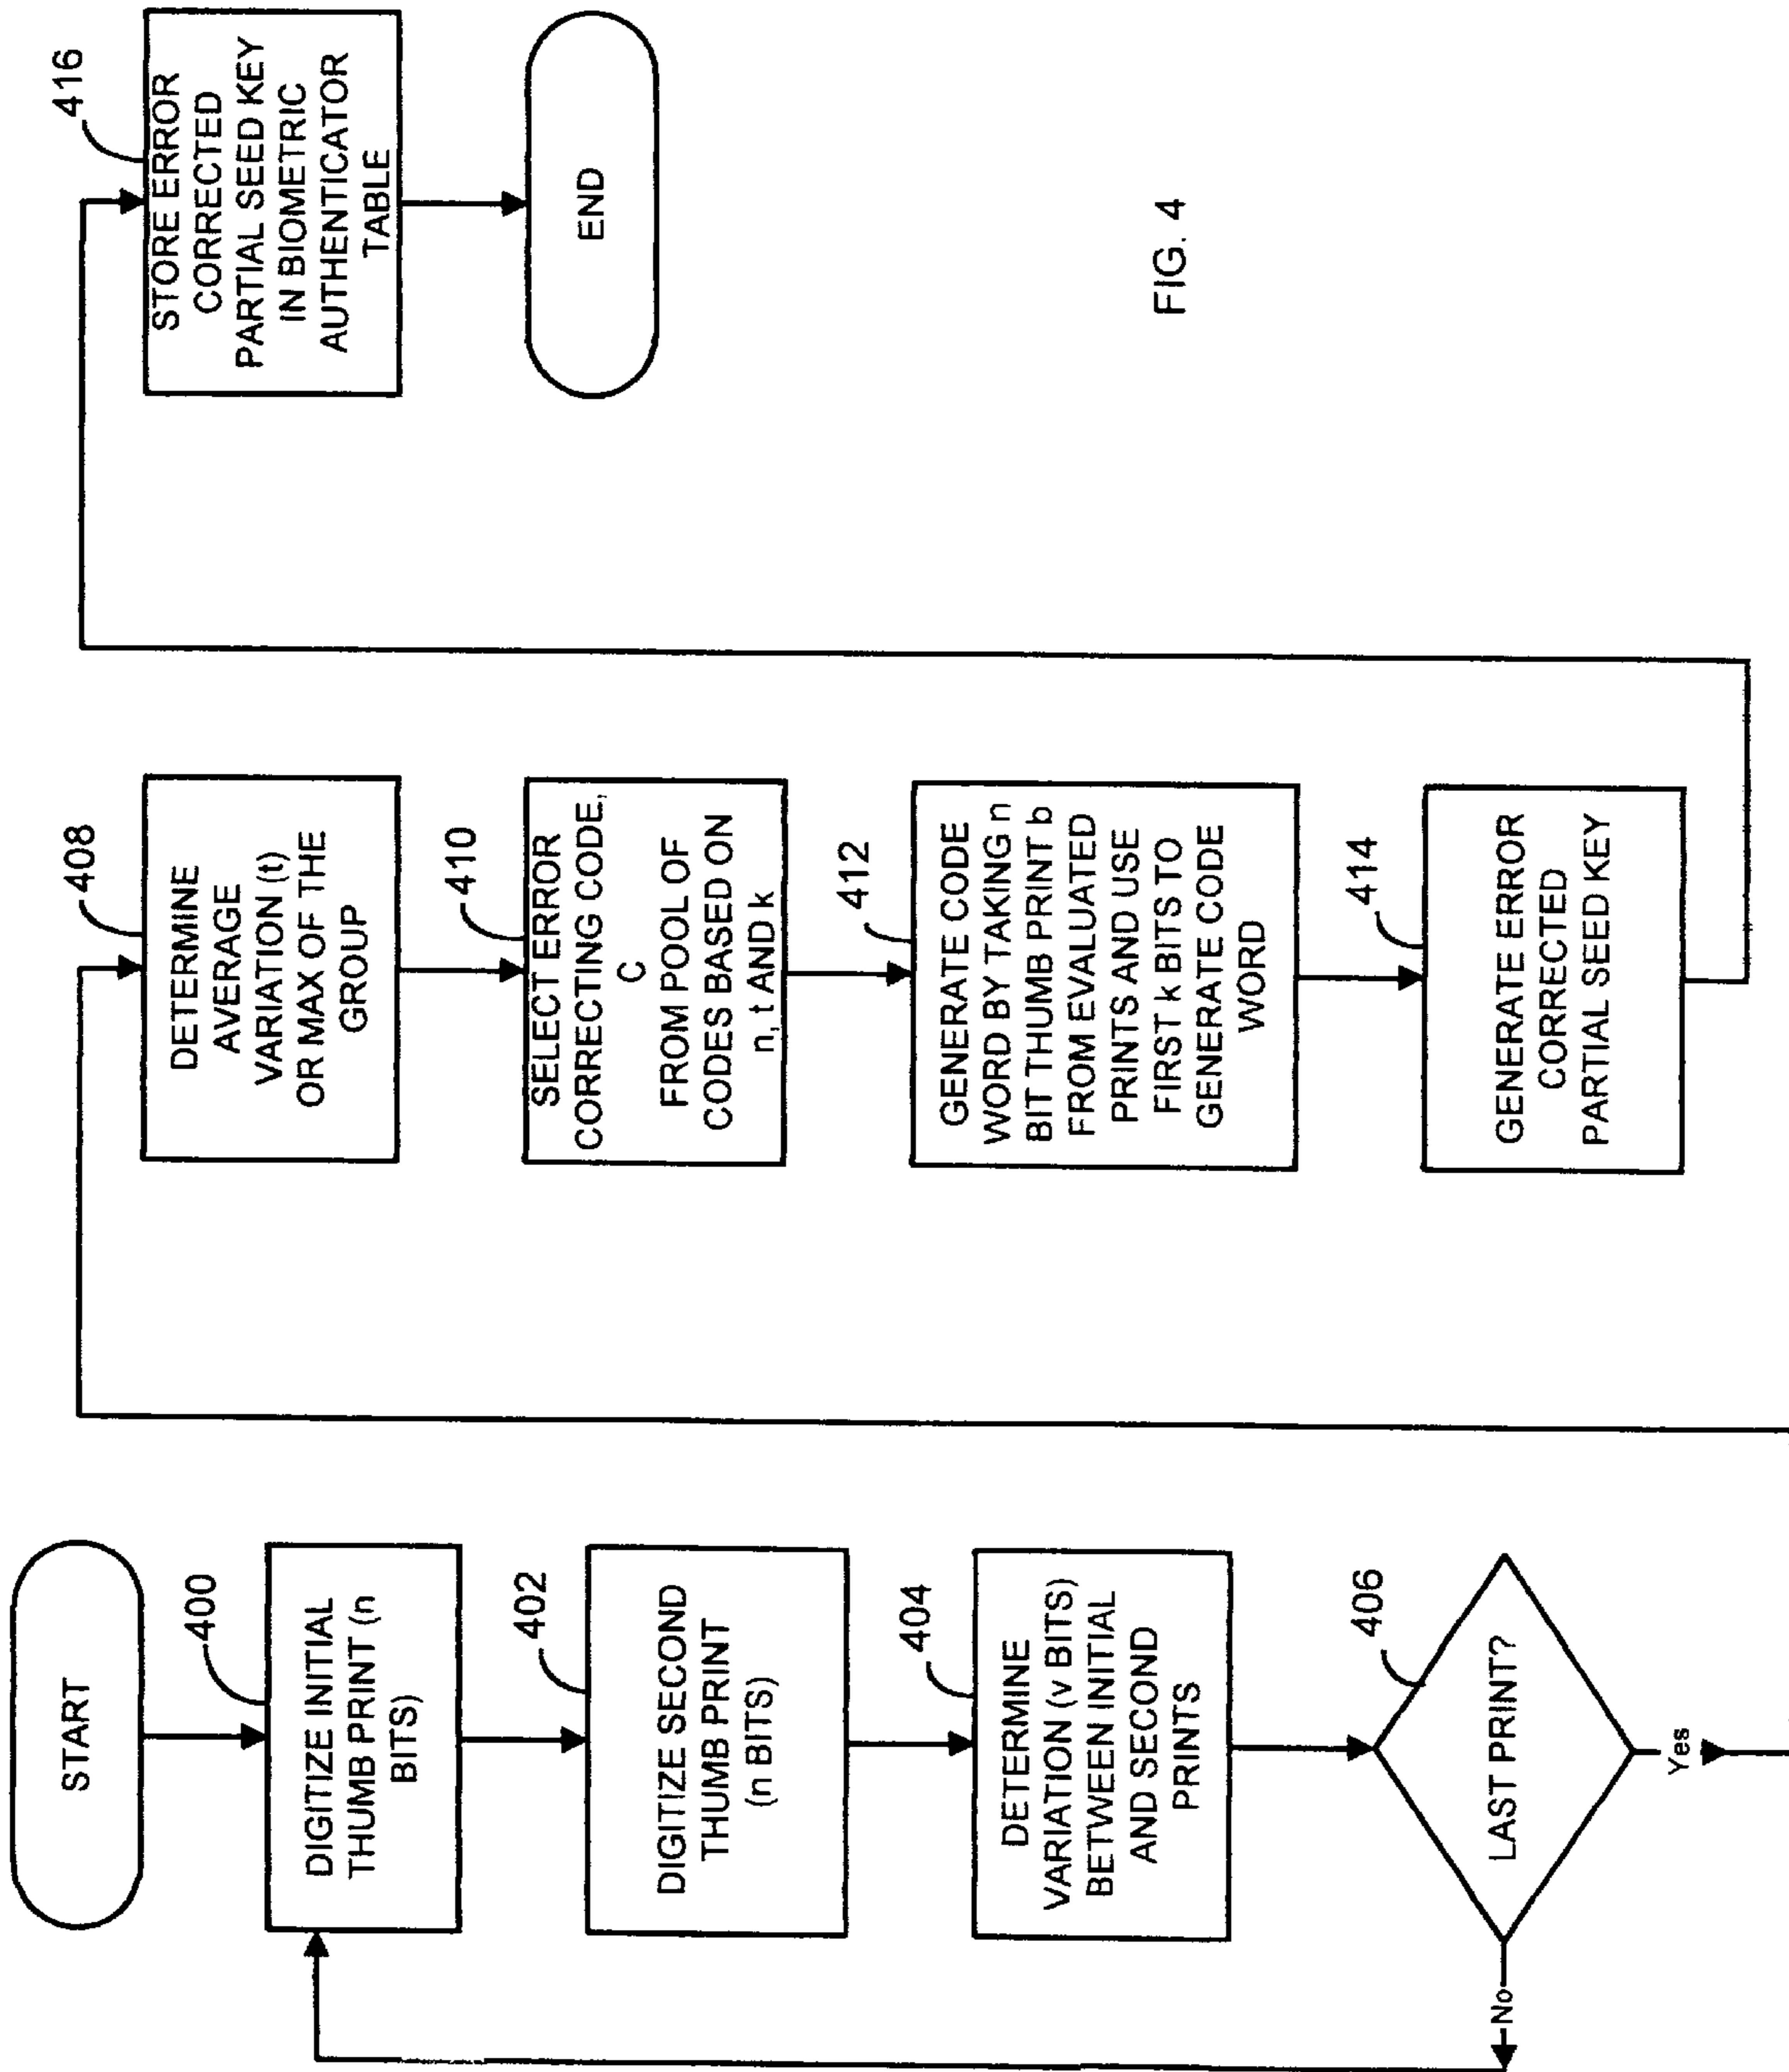 START
400
DIGITIZE INITIAL
THUMB PRINT (n
BITS)
402
DIGITIZE SECOND
THUMB PRINT
(n BITS)
404
DETERMINE
VARIATION (v BITS)
BETWEEN INITIAL
AND SECOND
PRINTS
406
LAST PRINT?
No
Yes
408
DETERMINE
AVERAGE
VARIATION (t)
OR MAX OF THE
GROUP
410
SELECT ERROR
CORRECTING CODE,
C
FROM POOL OF
CODES BASED ON
n, t AND k
412
GENERATE CODE
WORD BY TAKING n
BIT THUMB PRINT b
FROM EVALUATED
PRINTS AND USE
FIRST k BITS TO
GENERATE CODE
WORD
414
GENERATE ERROR
CORRECTED
PARTIAL SEED KEY
416
STORE ERROR
CORRECTED
PARTIAL SEED KEY
IN BIOMETRIC
AUTHENTICATOR
TABLE
END
FIG. 4